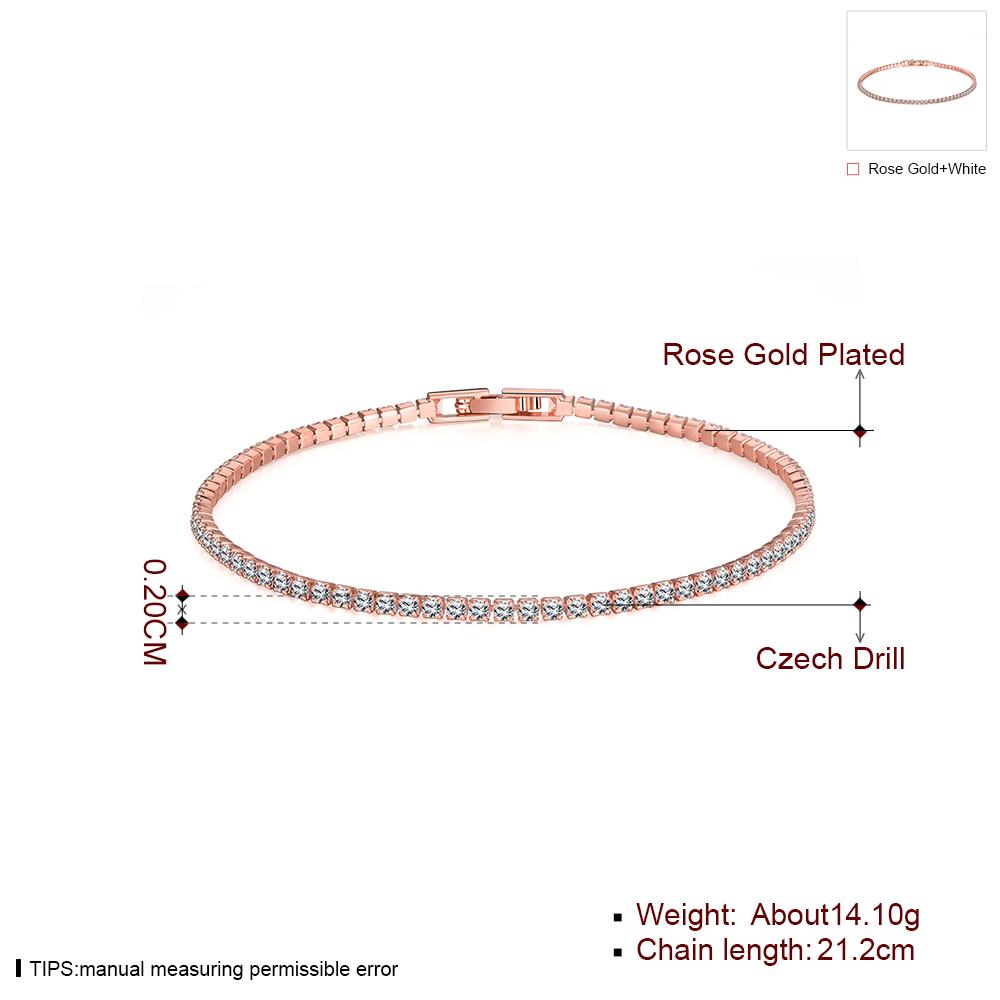 Rose Gold+White
Rose Gold Plated
0.20CM
Czech Drill
Weight: About14.10g
Chain length: 21.2cm
TIPS:manual measuring permissible error